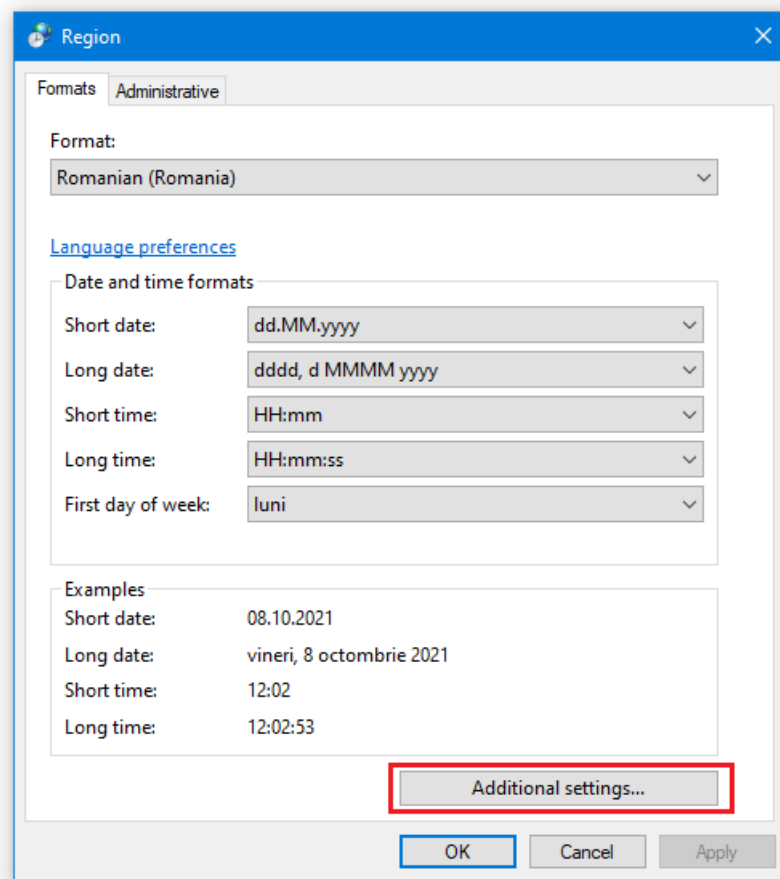 Region
Formats Administrative
Format:
Romanian (Romania)
Language preferences
Date and time formats
Short date: dd.MM.yyyy
Long date: dddd, d MMMM yyyy
Short time: HH:mm
Long time: HH:mm:ss
First day of week: luni
Examples
Short date: 08.10.2021
Long date: vineri, 8 octombrie 2021
Short time: 12:02
Long time: 12:02:53
Additional settings...
OK Cancel Apply